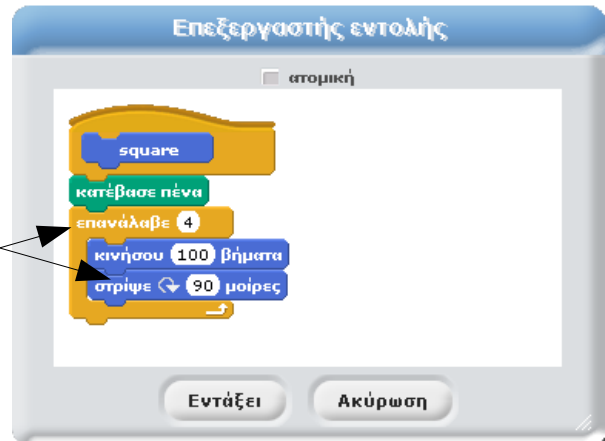 Επεξεργαστής εντολής
ατομική
square
κατέβασε πένα
επανάλαβε 4
κινήσου 100 βήματα
στρίψε 90 μοίρες
Εντάξει Ακύρωση